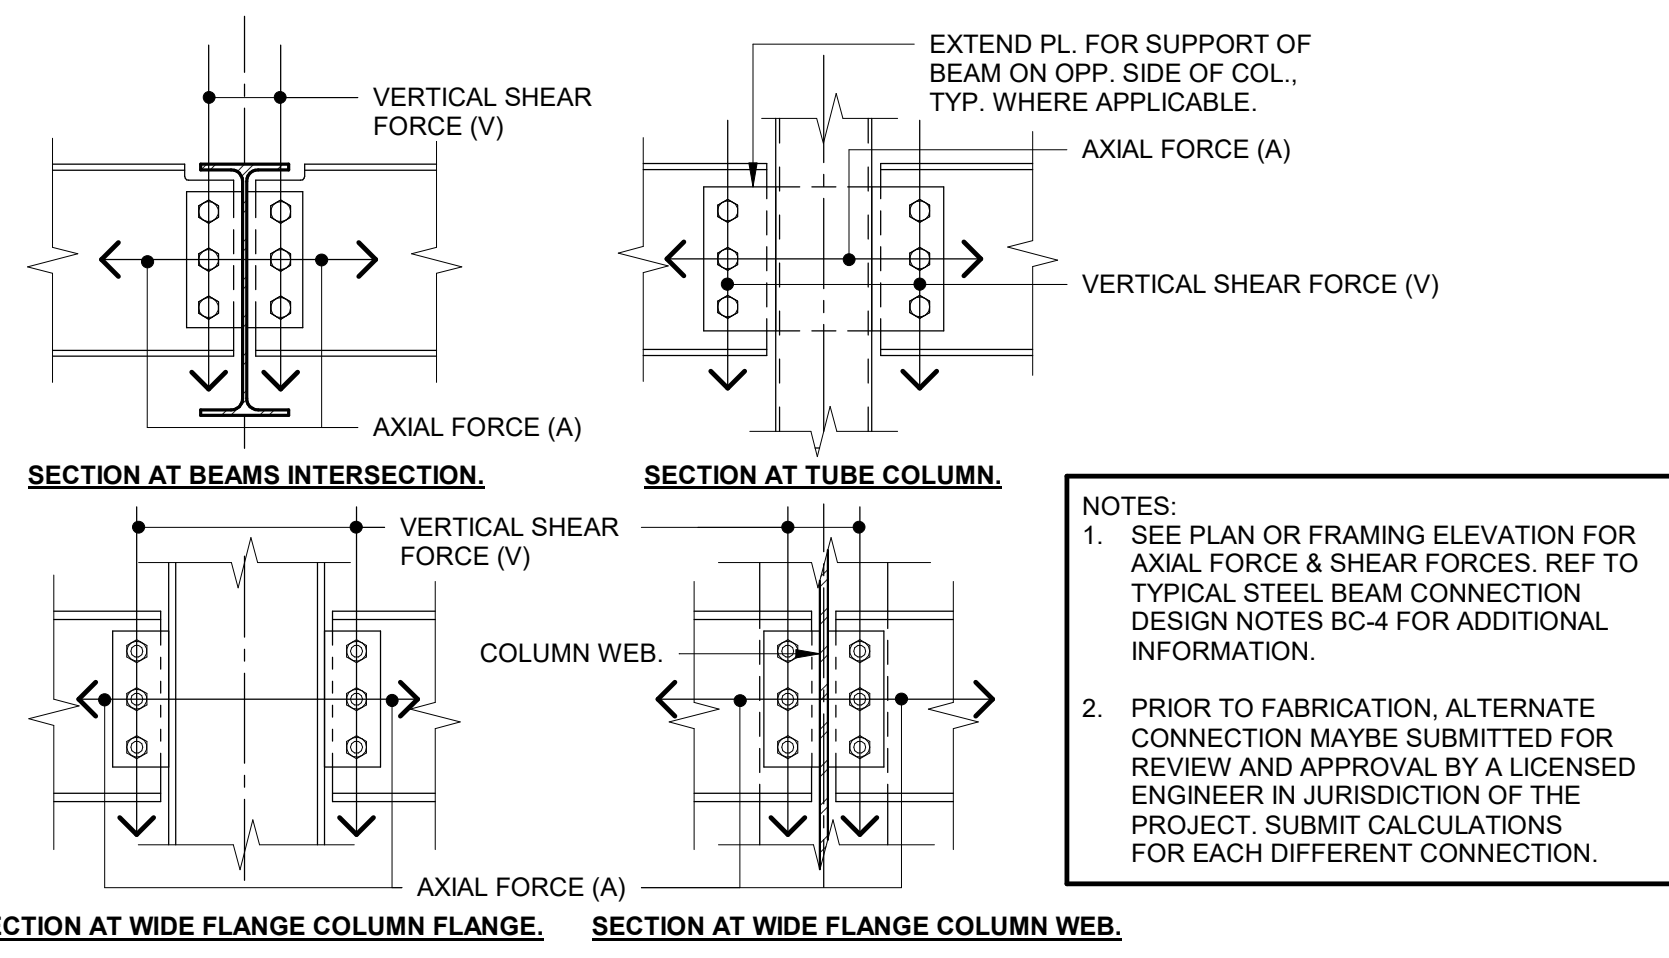 VERTICAL SHEAR
FORCE (V)
AXIAL FORCE (A)
SECTION AT BEAMS INTERSECTION.
EXTEND PL. FOR SUPPORT OF
BEAM ON OPP. SIDE OF COL.,
TYP. WHERE APPLICABLE.
AXIAL FORCE (A)
VERTICAL SHEAR FORCE (V)
SECTION AT TUBE COLUMN.
VERTICAL SHEAR
FORCE (V)
COLUMN WEB.
AXIAL FORCE (A)
ECTION AT WIDE FLANGE COLUMN FLANGE.
SECTION AT WIDE FLANGE COLUMN WEB.
NOTES:
1. SEE PLAN OR FRAMING ELEVATION FOR
AXIAL FORCE & SHEAR FORCES. REF TO
TYPICAL STEEL BEAM CONNECTION
DESIGN NOTES BC-4 FOR ADDITIONAL
INFORMATION.
2. PRIOR TO FABRICATION, ALTERNATE
CONNECTION MAYBE SUBMITTED FOR
REVIEW AND APPROVAL BY A LICENSED
ENGINEER IN JURISDICTION OF THE
PROJECT. SUBMIT CALCULATIONS
FOR EACH DIFFERENT CONNECTION.